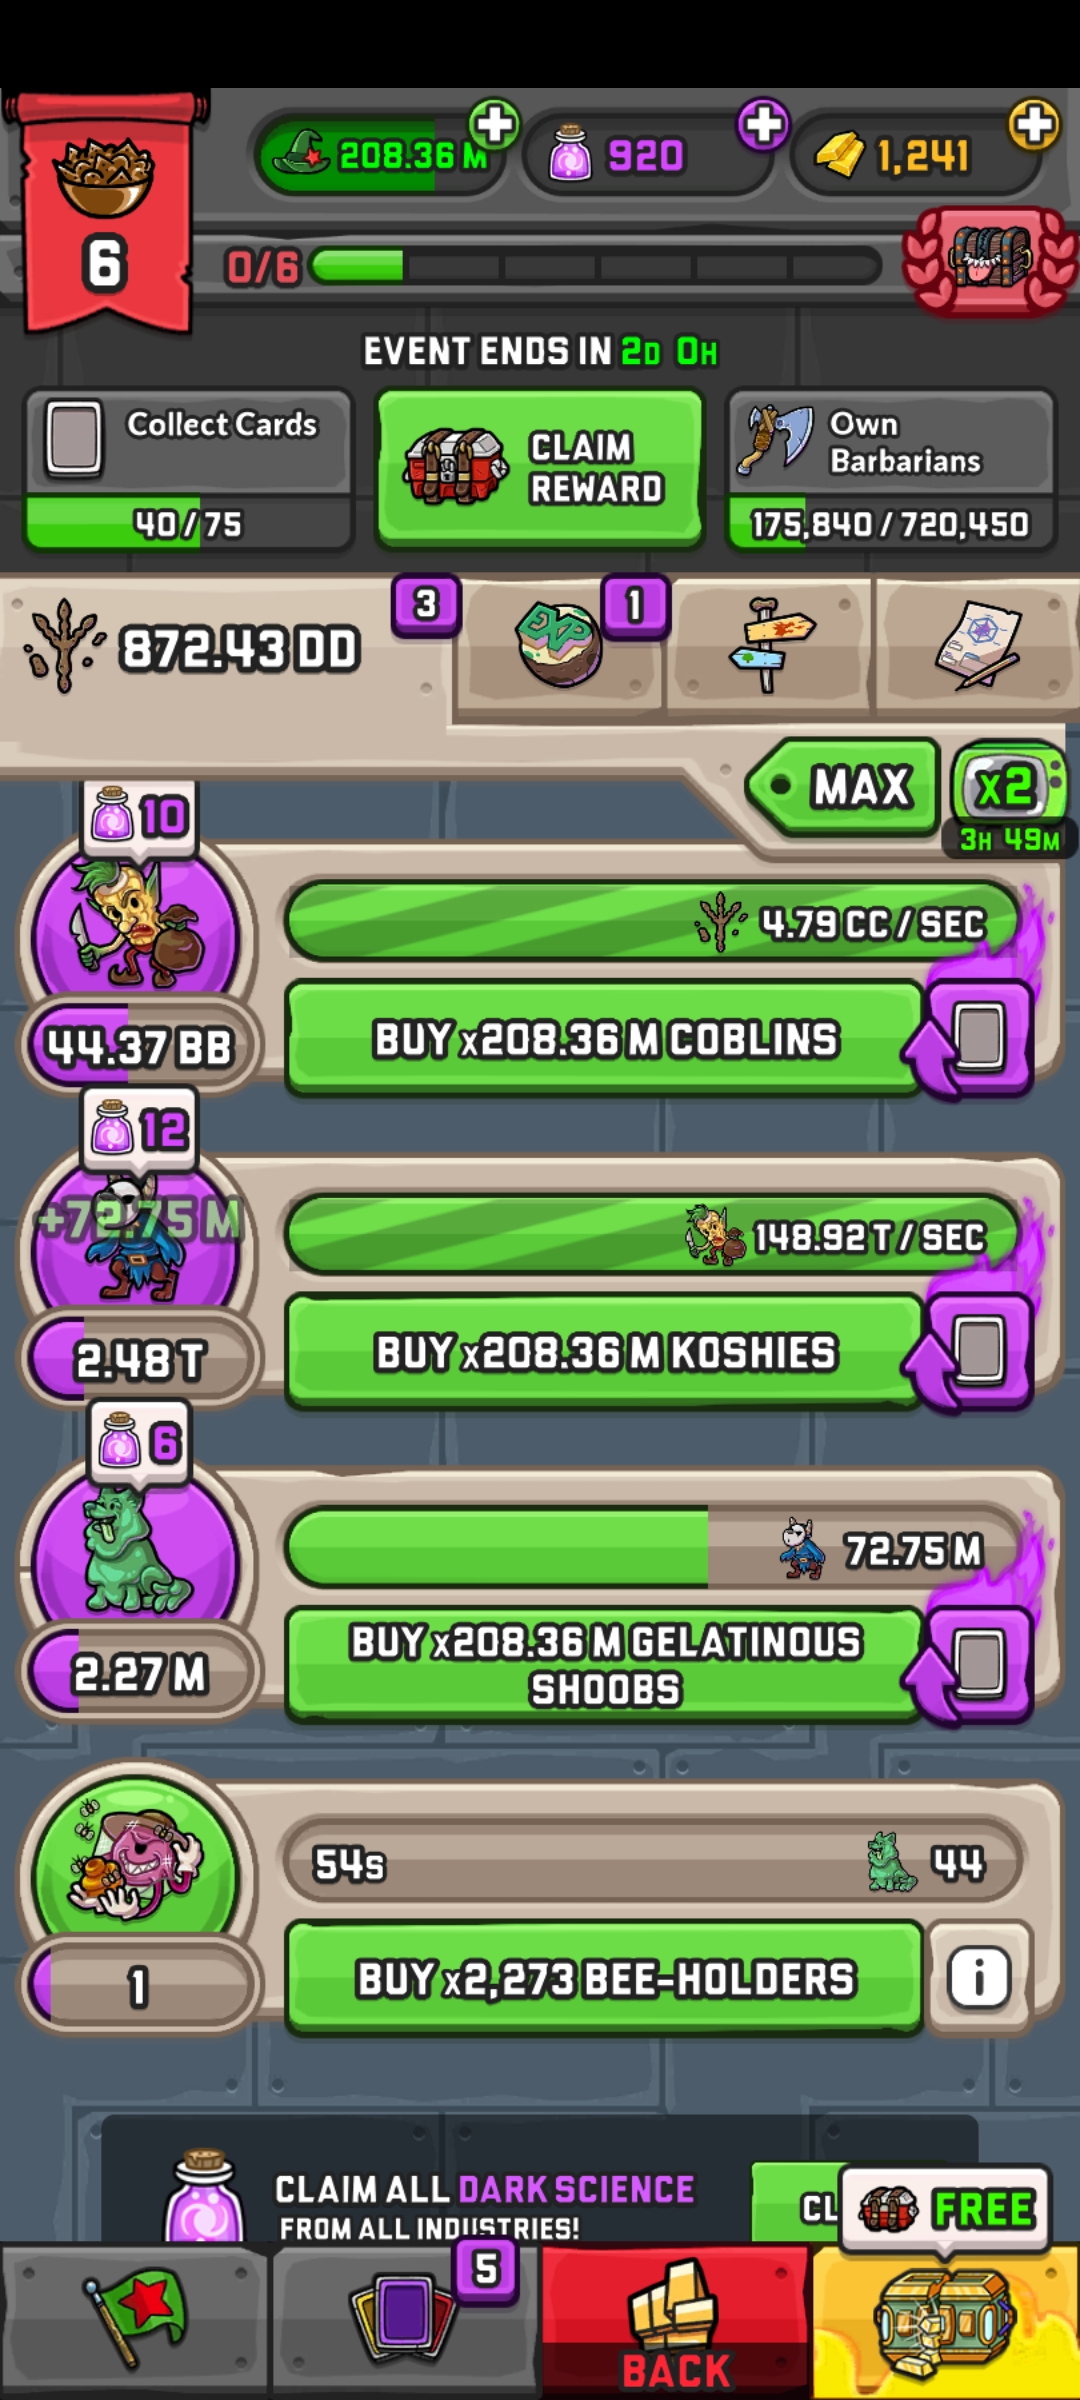 208.36 M
920
1,241
6
0/6
EVENT ENDS IN 2D 0H
Collect Cards
40/75
CLAIM
REWARD
Own
Barbarians
175,840/720,450
872.43 DD
3
EXP
1
MAX
x2
3H 49M
10
4.79 CC / SEC
44.37 BB
BUY x208.36 M COBLINS
12
+72.75 M
148.92 T / SEC
2.48 T
BUY x208.36 M KOSHIES
6
72.75 M
2.27 M
BUY x208.36 M GELATINOUS
SHOOBS
54s
44
1
BUY x2,273 BEE-HOLDERS
i
CLAIM ALL DARK SCIENCE
FROM ALL INDUSTRIES!
CL
FREE
5
BACK